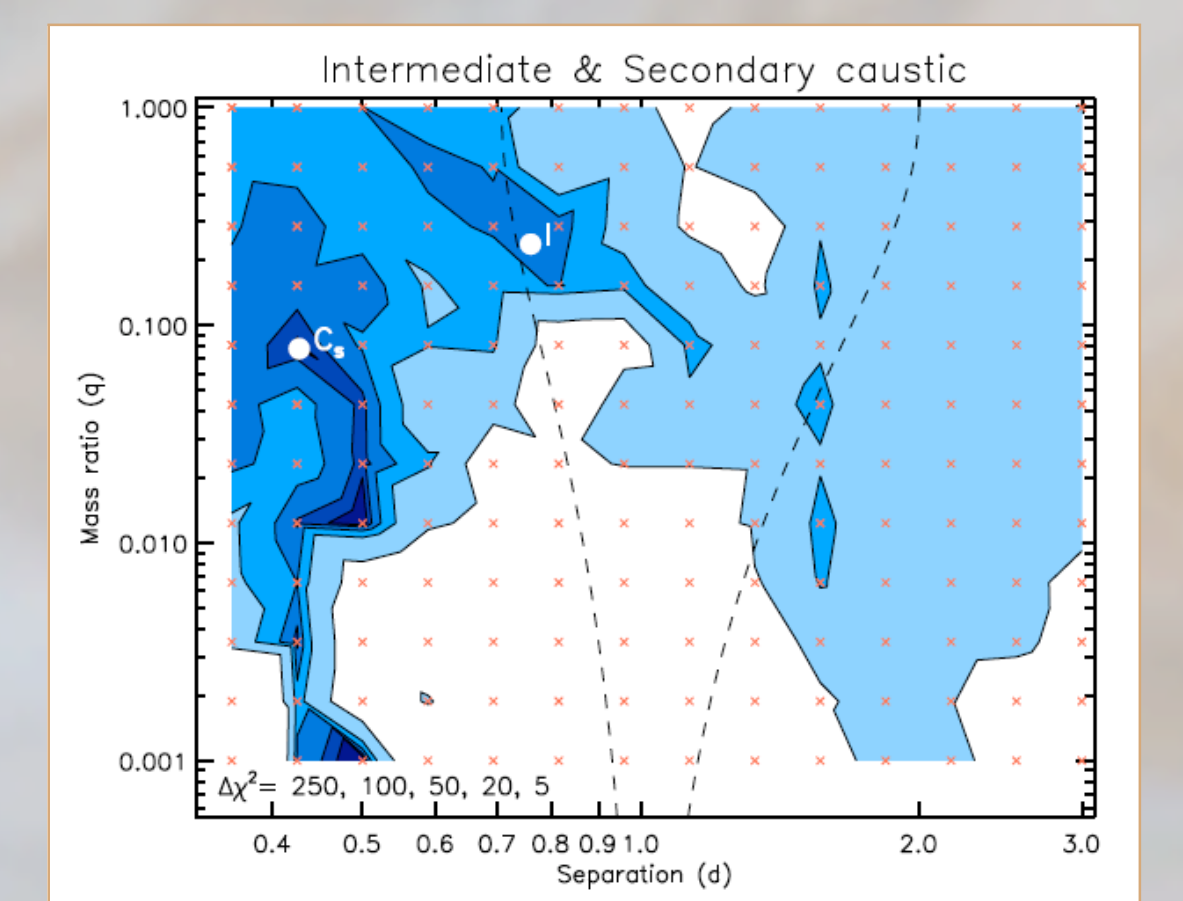 Intermediate & Secondary caustic
1.000
0.100
0.010
0.001
Mass ratio (q)
I
Cₛ
Δχ²= 250, 100, 50, 20, 5
0.4 0.5 0.6 0.7 0.8 0.9 1.0 2.0 3.0
Separation (d)